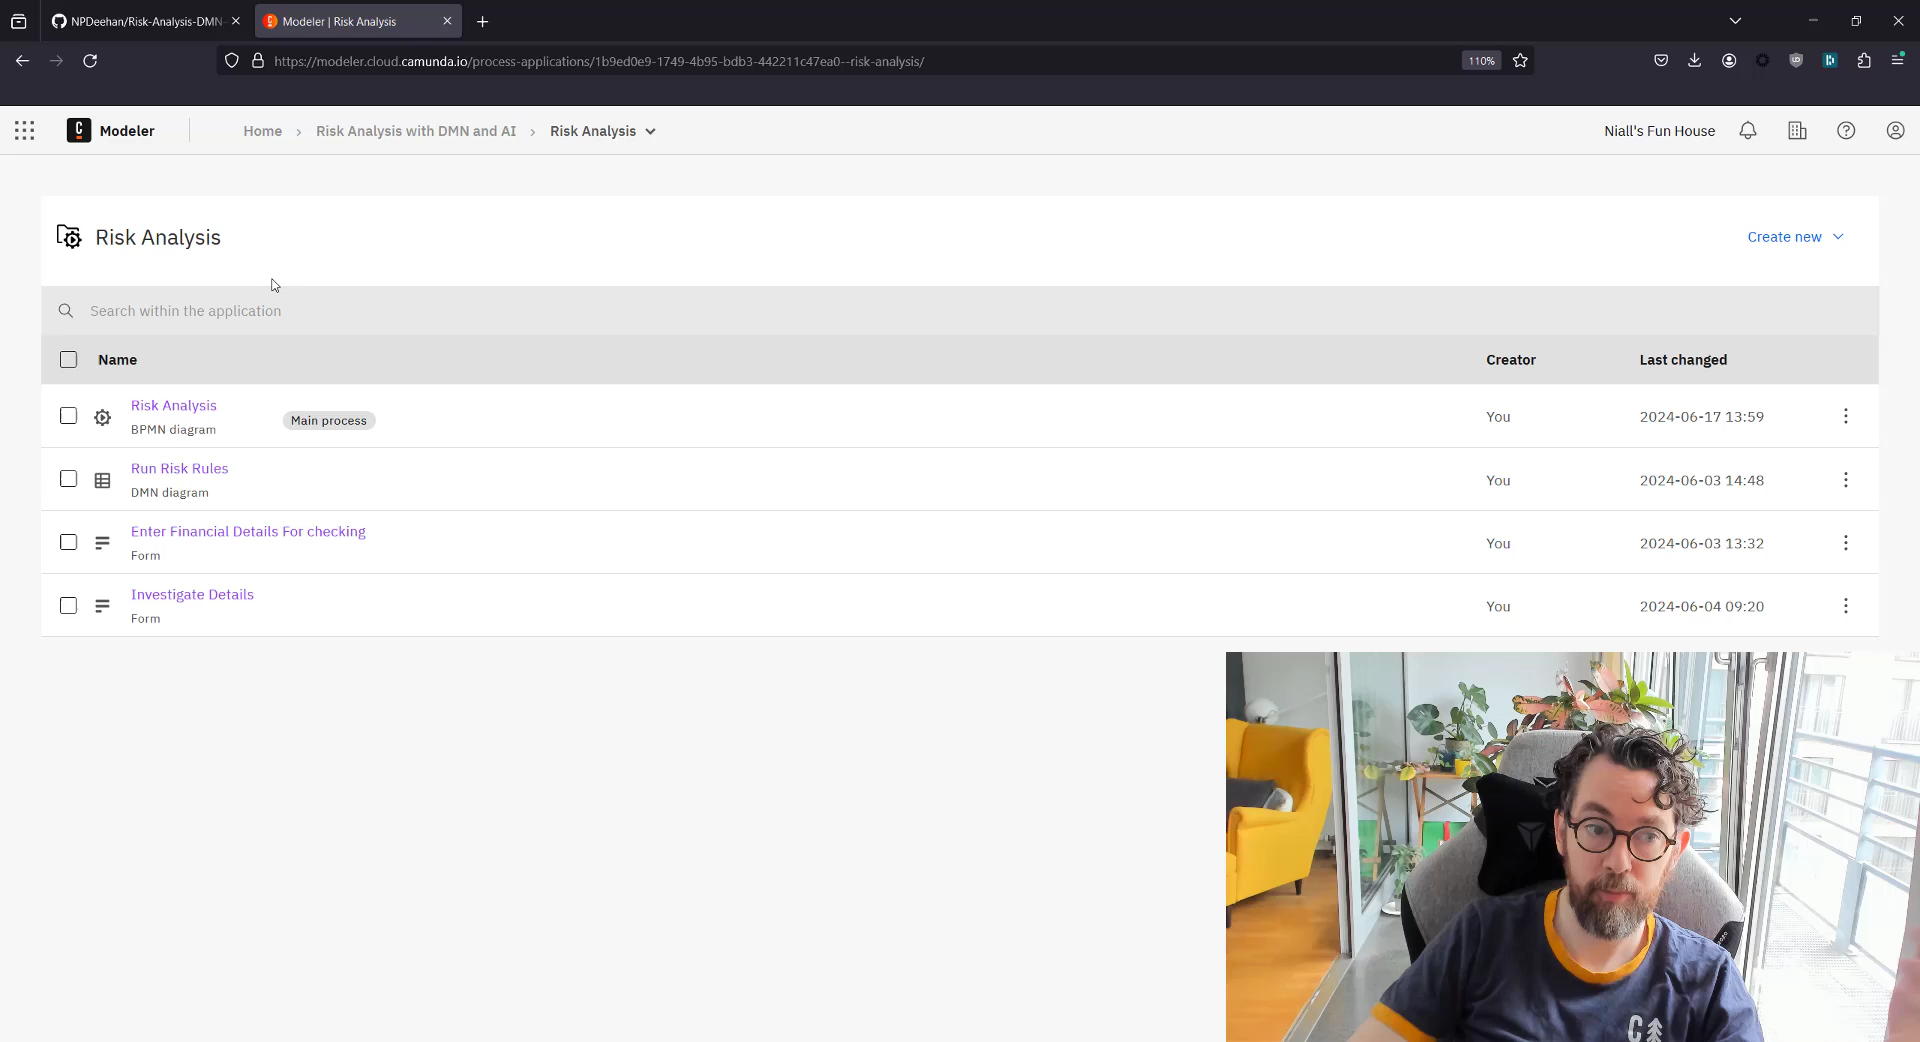 NPDeehan/Risk-Analysis-DMN-
Modeler | Risk Analysis
https://modeler.cloud.camunda.io/process-applications/1b9ed0e9-1749-4b95-bdb3-442211c47ea0--risk-analysis/
110%
Modeler
Home > Risk Analysis with DMN and AI > Risk Analysis
Niall's Fun House
Risk Analysis
Create new
Search within the application
Name Creator Last changed
Risk Analysis
BPMN diagram
Main process
You 2024-06-17 13:59
Run Risk Rules
DMN diagram
You 2024-06-03 14:48
Enter Financial Details For checking
Form
You 2024-06-03 13:32
Investigate Details
Form
You 2024-06-04 09:20